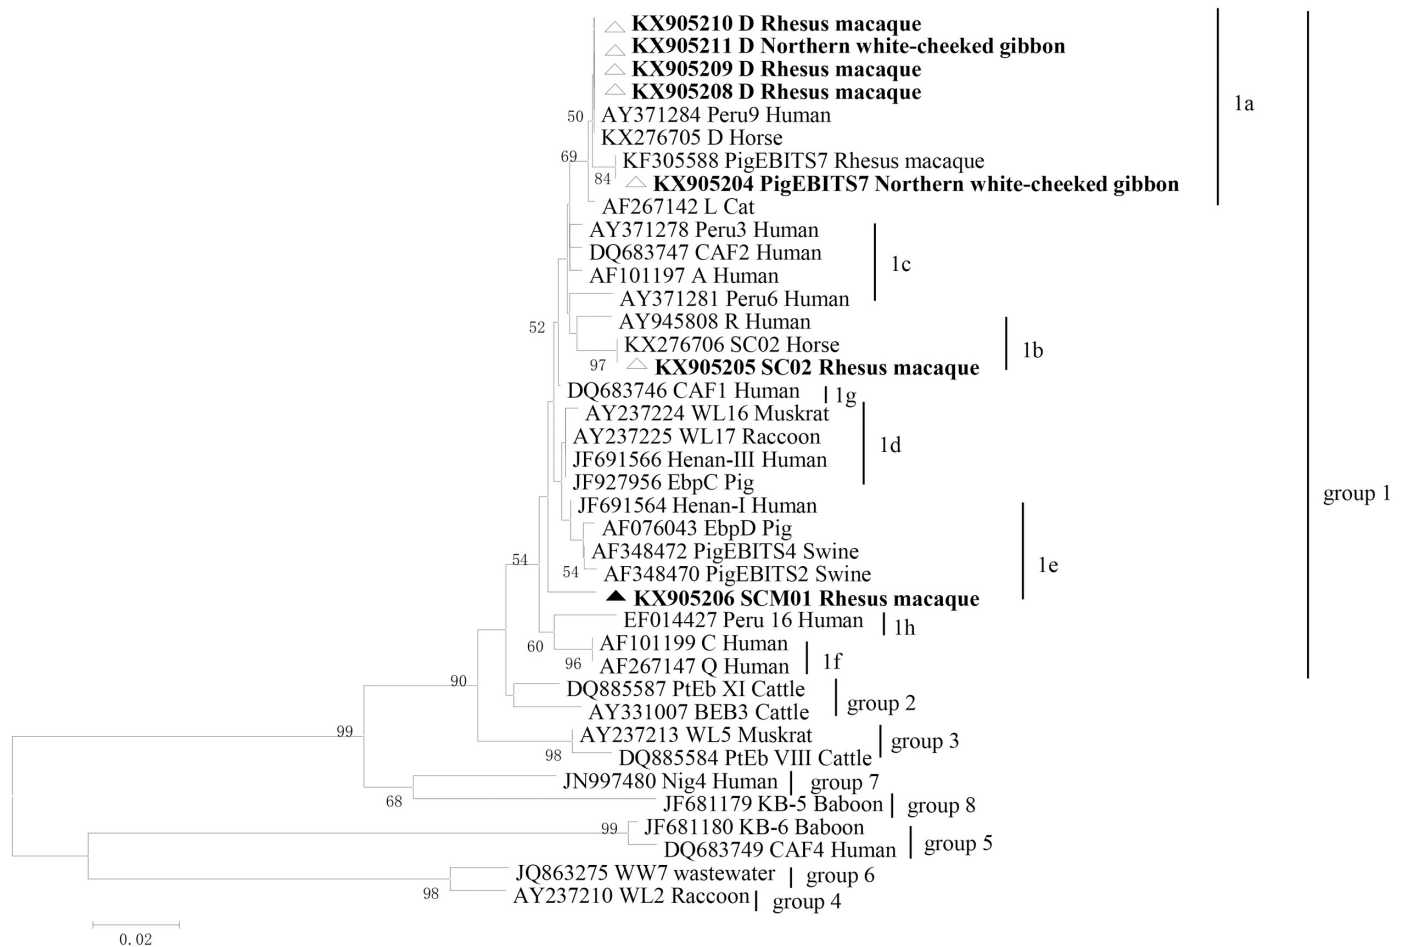 KX905210 D Rhesus macaque
KX905211 D Northern white-cheeked gibbon
KX905209 D Rhesus macaque
KX905208 D Rhesus macaque
1a
50
AY371284 Peru9 Human
KX276705 D Horse
69
KF305588 PigEBITS7 Rhesus macaque
84
KX905204 PigEBITS7 Northern white-cheeked gibbon
AF267142 L Cat
AY371278 Peru3 Human
DQ683747 CAF2 Human
1c
AF101197 A Human
AY371281 Peru6 Human
AY945808 R Human
52
KX276706 SC02 Horse
1b
97
KX905205 SC02 Rhesus macaque
DQ683746 CAF1 Human
1g
AY237224 WL16 Muskrat
AY237225 WL17 Raccoon
1d
JF691566 Henan-III Human
JF927956 EbpC Pig
group 1
JF691564 Henan-I Human
AF076043 EbpD Pig
AF348472 PigEBITS4 Swine
54
1e
54
AF348470 PigEBITS2 Swine
KX905206 SCM01 Rhesus macaque
EF014427 Peru 16 Human
1h
AF101199 C Human
60
96
AF267147 Q Human
1f
90
DQ885587 PtEb XI Cattle
group 2
AY331007 BEB3 Cattle
99
AY237213 WL5 Muskrat
group 3
98
DQ885584 PtEb VIII Cattle
JN997480 Nig4 Human
group 7
68
JF681179 KB-5 Baboon
group 8
99
JF681180 KB-6 Baboon
group 5
DQ683749 CAF4 Human
JQ863275 WW7 wastewater
group 6
98
AY237210 WL2 Raccoon
group 4
0.02